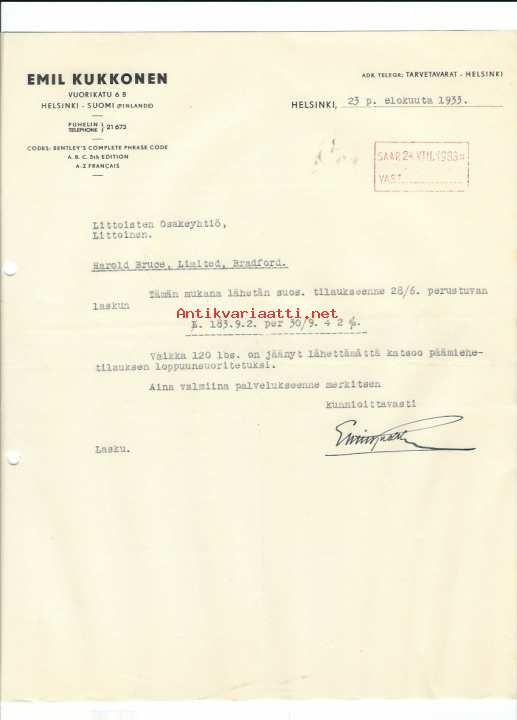 EMIL KUKKONEN
VUORIKATU 6 B
HELSINKI - SUOMI (FINLANDE)
PUHELIN
TELEPHONE } 21 673
CODES: BENTLEY'S COMPLETE PHRASE CODE
A. B. C. 5th EDITION
A-Z FRANÇAIS
ADR. TELEGR.: TARVETAVARAT - HELSINKI
HELSINKI, 23 p. elokuuta 1933.
SAAP. 24.VIII.1933
VAST.
Littoisten Osakeyhtiö,
Littoinen.
Harold Bruce, Limited, Bradford.
Tämän mukana lähetän suos. tilaukseenne 28/6. perustuvan
laskun
Antikvariaatti.net
£. 183.9.2. per 30/9. + 2 %.
Vaikka 120 lbs. on jäänyt lähettämättä katsoo päämiehe-
tilauksen loppuunsuoritetuksi.
Aina valmiina palvelukseenne merkitsen
kunnioittavasti
Lasku.